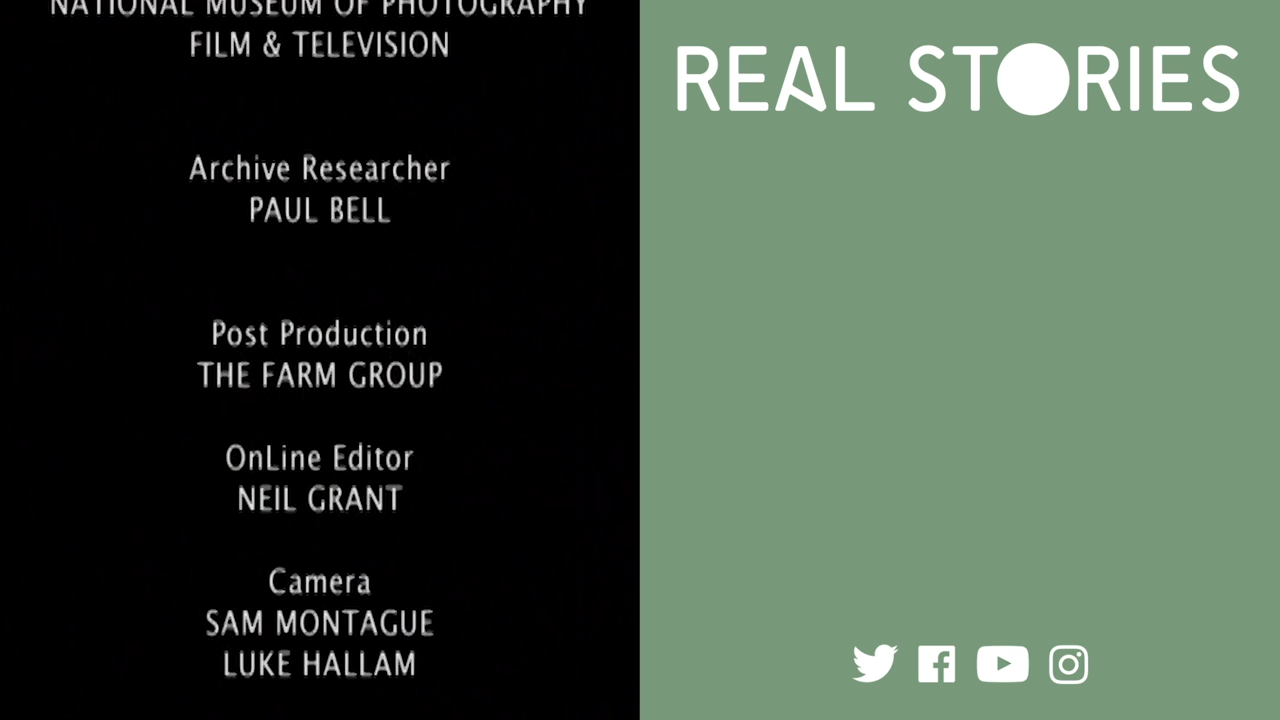 NATIONAL MUSEUM OF PHOTOGRAPHY
FILM & TELEVISION
Archive Researcher
PAUL BELL
Post Production
THE FARM GROUP
OnLine Editor
NEIL GRANT
Camera
SAM MONTAGUE
LUKE HALLAM
REAL STORIES